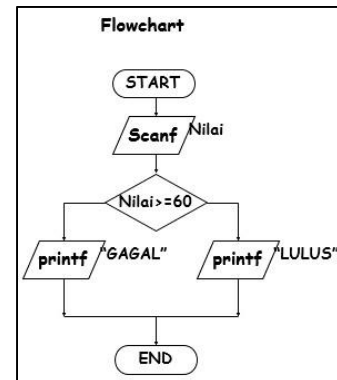 Flowchart
START
Scanf Nilai
Nilai>=60
printf "GAGAL"
printf "LULUS"
END